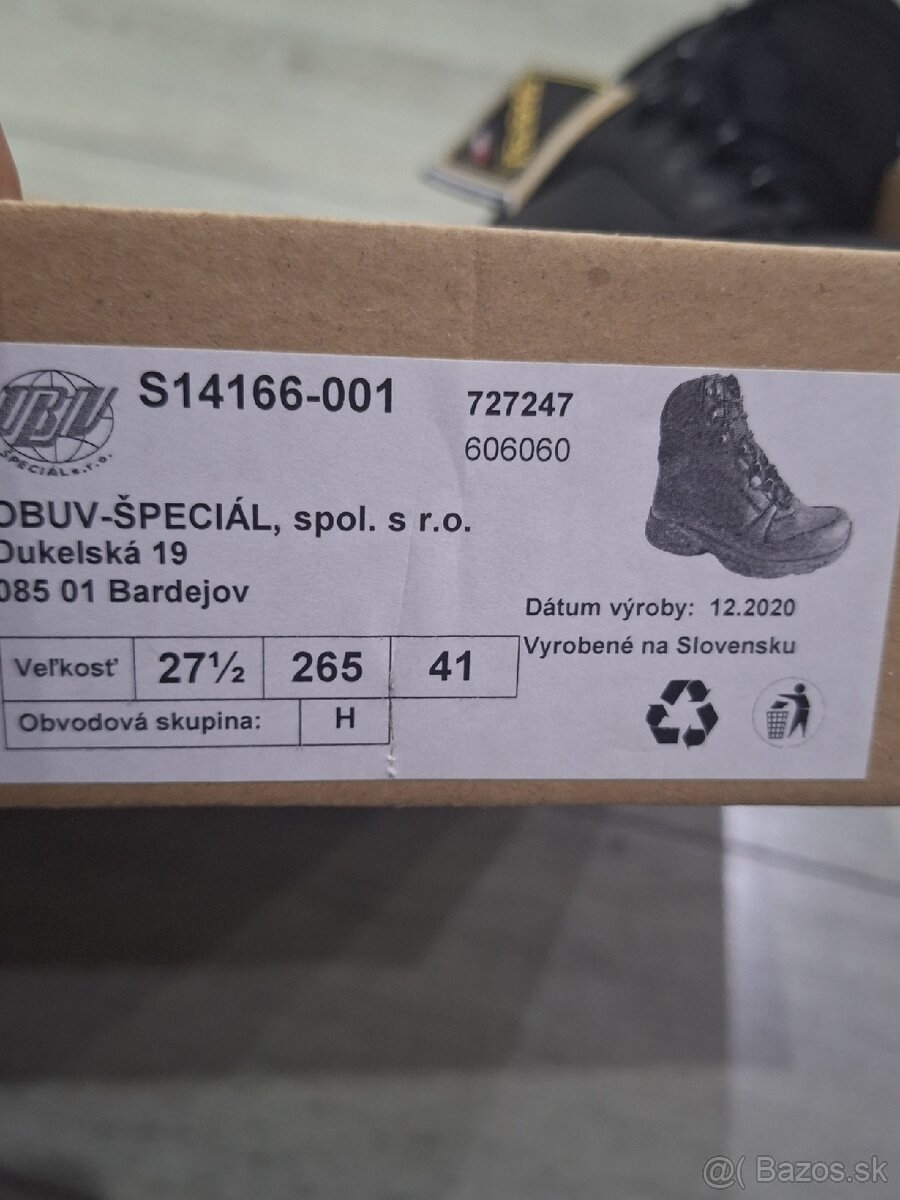 S14166-001
727247
606060
ŠPECIÁL s.r.o.
OBUV-ŠPECIÁL, spol. s r.o.
Dukelská 19
085 01 Bardejov
Dátum výroby: 12.2020
Vyrobené na Slovensku
Veľkosť 27½ 265 41
Obvodová skupina: H
@( Bazos.sk